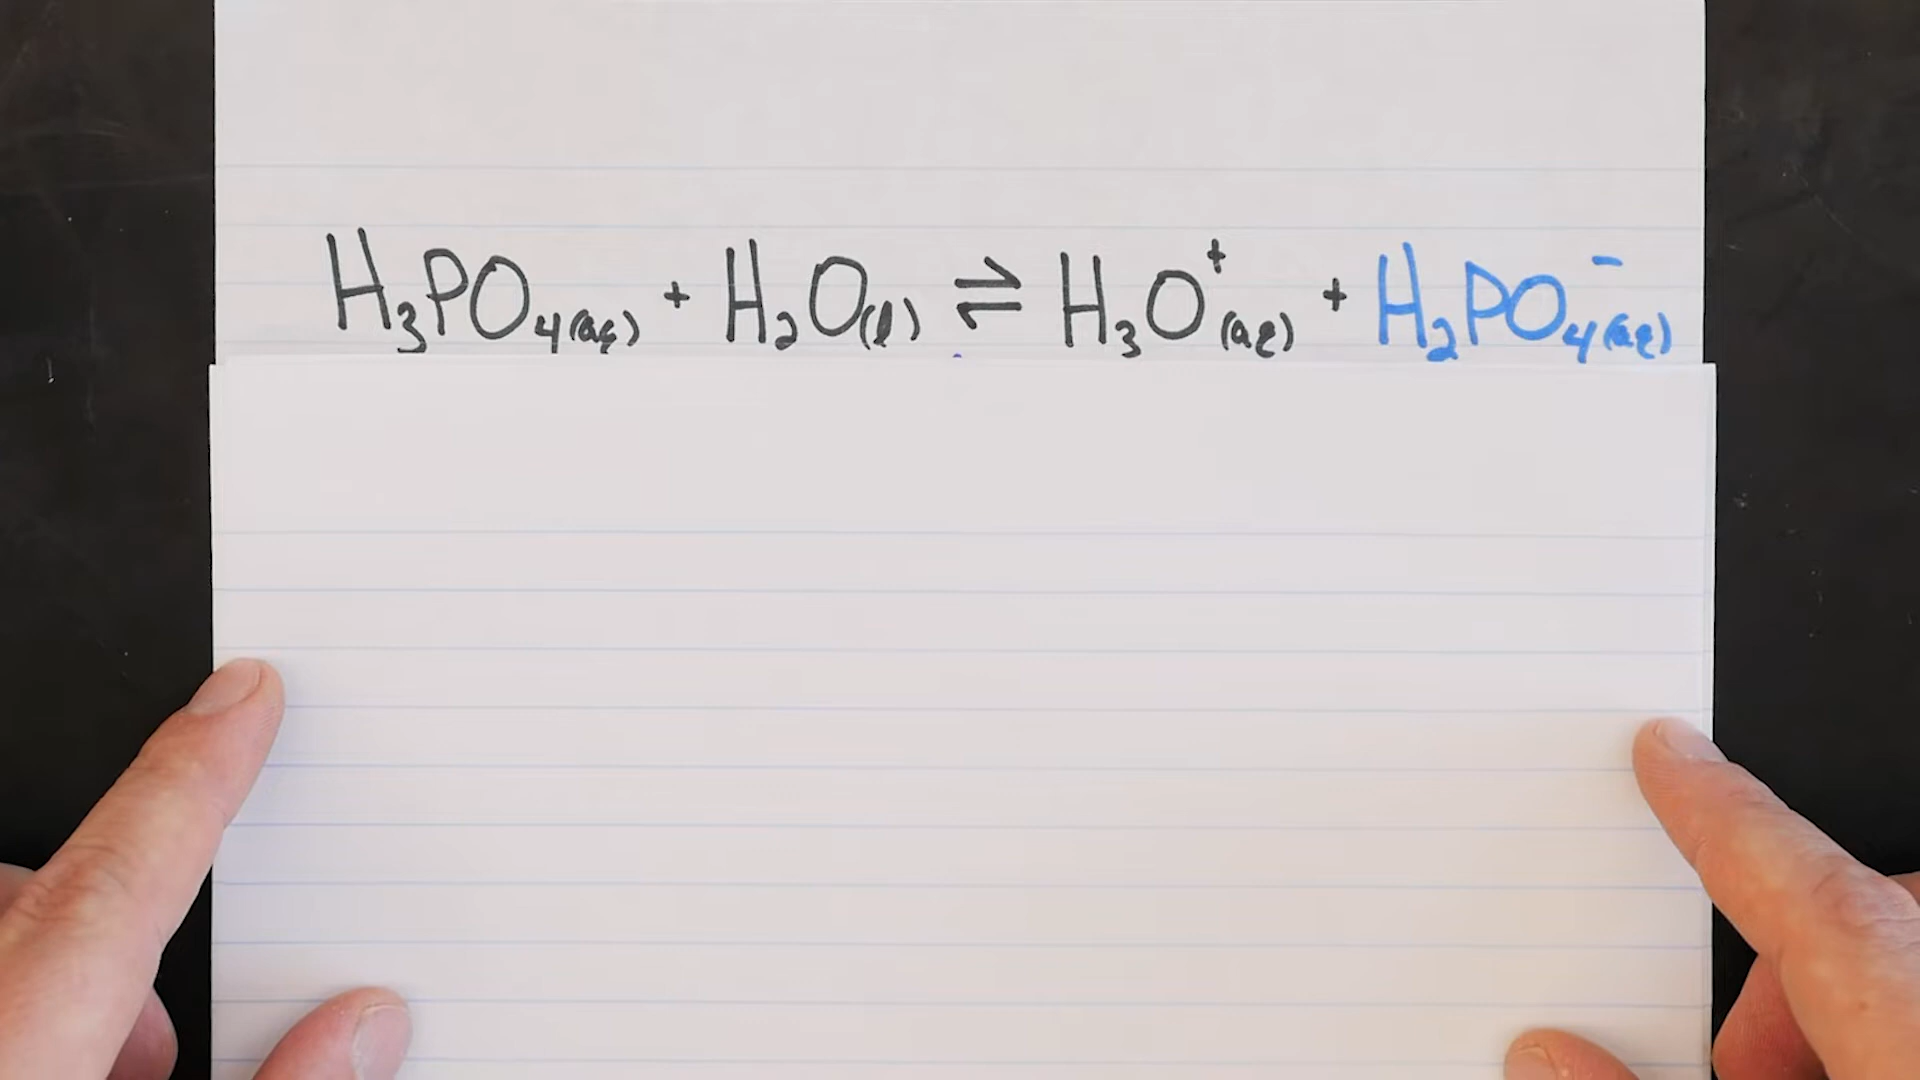 H₃PO₄(aq) + H₂O(l) ⇌ H₃O⁺(aq) + H₂PO₄⁻(aq)